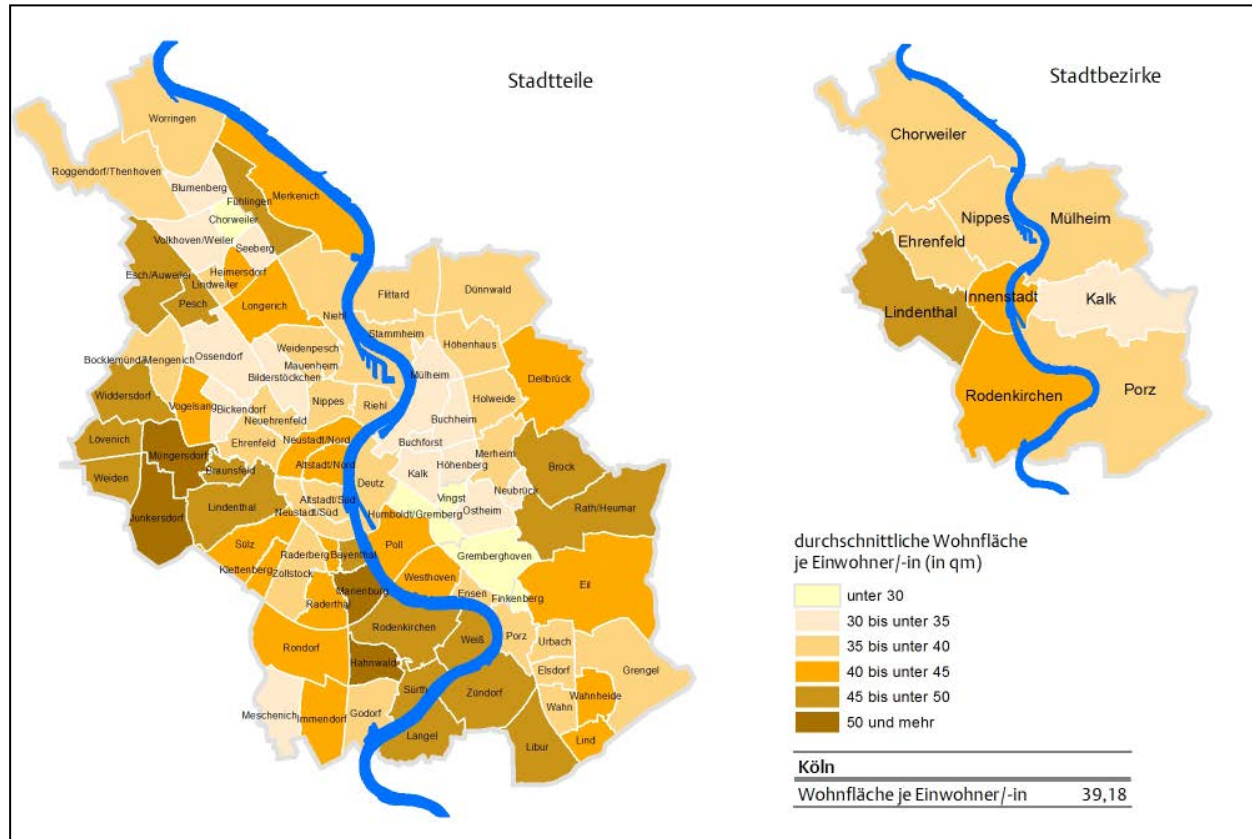 Stadtteile
Worringen
Roggendorf/Thenhoven
Blumenberg
Merkenich
Fühlingen
Chorweiler
Volkhoven/Weiler
Seeberg
Esch/Auweiler
Heimersdorf
Lindweiler
Pesch
Longerich
Flittard
Dünnwald
Niehl
Stammheim
Höhenhaus
Weidenpesch
Bocklemünd/Mengenich
Ossendorf
Mauenheim
Bilderstöckchen
Mülheim
Dellbrück
Widdersdorf
Vogelsang
Bickendorf
Nippes
Riehl
Holweide
Neuehrenfeld
Buchheim
Lövenich
Ehrenfeld
Neustadt/Nord
Buchforst
Müngersdorf
Merheim
Altstadt/Nord
Höhenberg
Brück
Weiden
Braunsfeld
Kalk
Deutz
Neubrück
Altstadt/Süd
Vingst
Lindenthal
Neustadt/Süd
Humboldt/Gremberg
Ostheim
Rath/Heumar
Junkersdorf
Sülz
Raderberg
Bayenthal
Poll
Gremberghoven
Klettenberg
Zollstock
Westhoven
Eil
Marienburg
Ensen
Finkenberg
Raderthal
Rodenkirchen
Weiß
Porz
Urbach
Rondorf
Hahnwald
Elsdorf
Grengel
Sürth
Zündorf
Wahnheide
Wahn
Meschenich
Immendorf
Godorf
Langel
Libur
Lind
Stadtbezirke
Chorweiler
Nippes
Mülheim
Ehrenfeld
Innenstadt
Kalk
Lindenthal
Rodenkirchen
Porz
durchschnittliche Wohnfläche
je Einwohner/-in (in qm)
unter 30
30 bis unter 35
35 bis unter 40
40 bis unter 45
45 bis unter 50
50 und mehr
Köln
Wohnfläche je Einwohner/-in 39,18